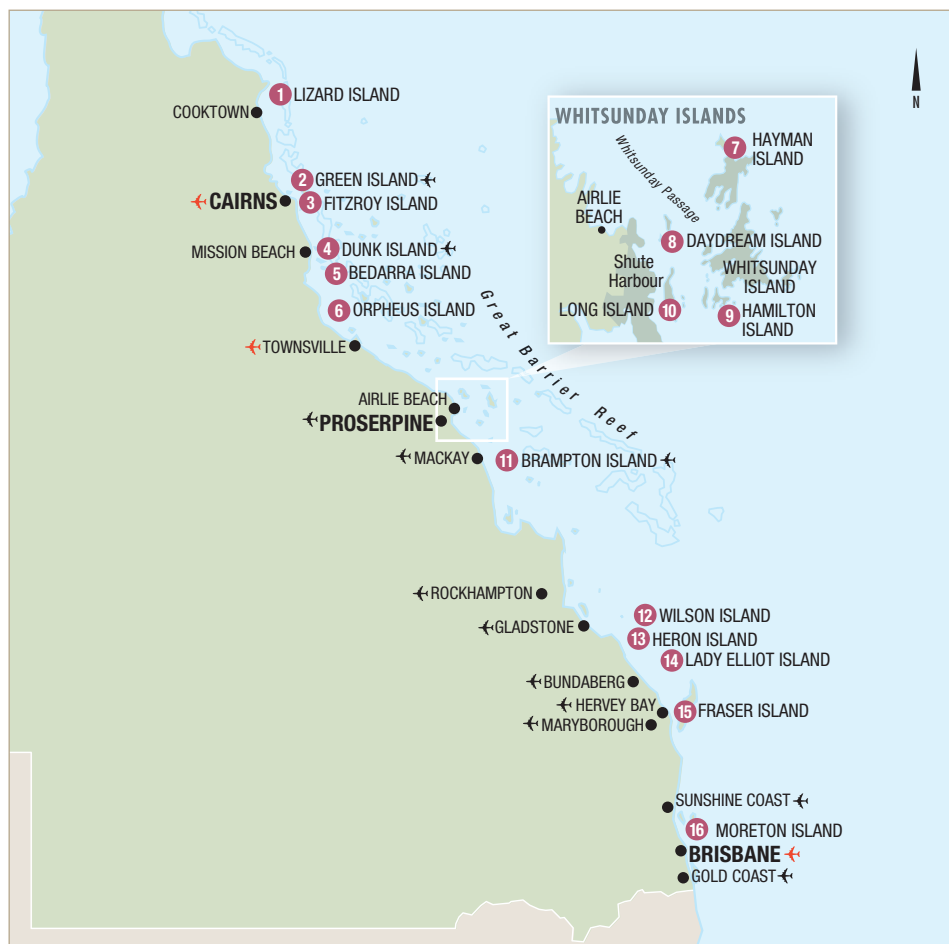 N
1 LIZARD ISLAND
COOKTOWN
WHITSUNDAY ISLANDS
7 HAYMAN
ISLAND
Whitsunday Passage
AIRLIE
BEACH
8 DAYDREAM ISLAND
Shute
Harbour
WHITSUNDAY
ISLAND
LONG ISLAND 10
9 HAMILTON
ISLAND
2 GREEN ISLAND
CAIRNS
3 FITZROY ISLAND
MISSION BEACH
4 DUNK ISLAND
5 BEDARRA ISLAND
6 ORPHEUS ISLAND
Great Barrier Reef
TOWNSVILLE
AIRLIE BEACH
PROSERPINE
MACKAY
11 BRAMPTON ISLAND
ROCKHAMPTON
12 WILSON ISLAND
GLADSTONE
13 HERON ISLAND
14 LADY ELLIOT ISLAND
BUNDABERG
HERVEY BAY
15 FRASER ISLAND
MARYBOROUGH
SUNSHINE COAST
16 MORETON ISLAND
BRISBANE
GOLD COAST